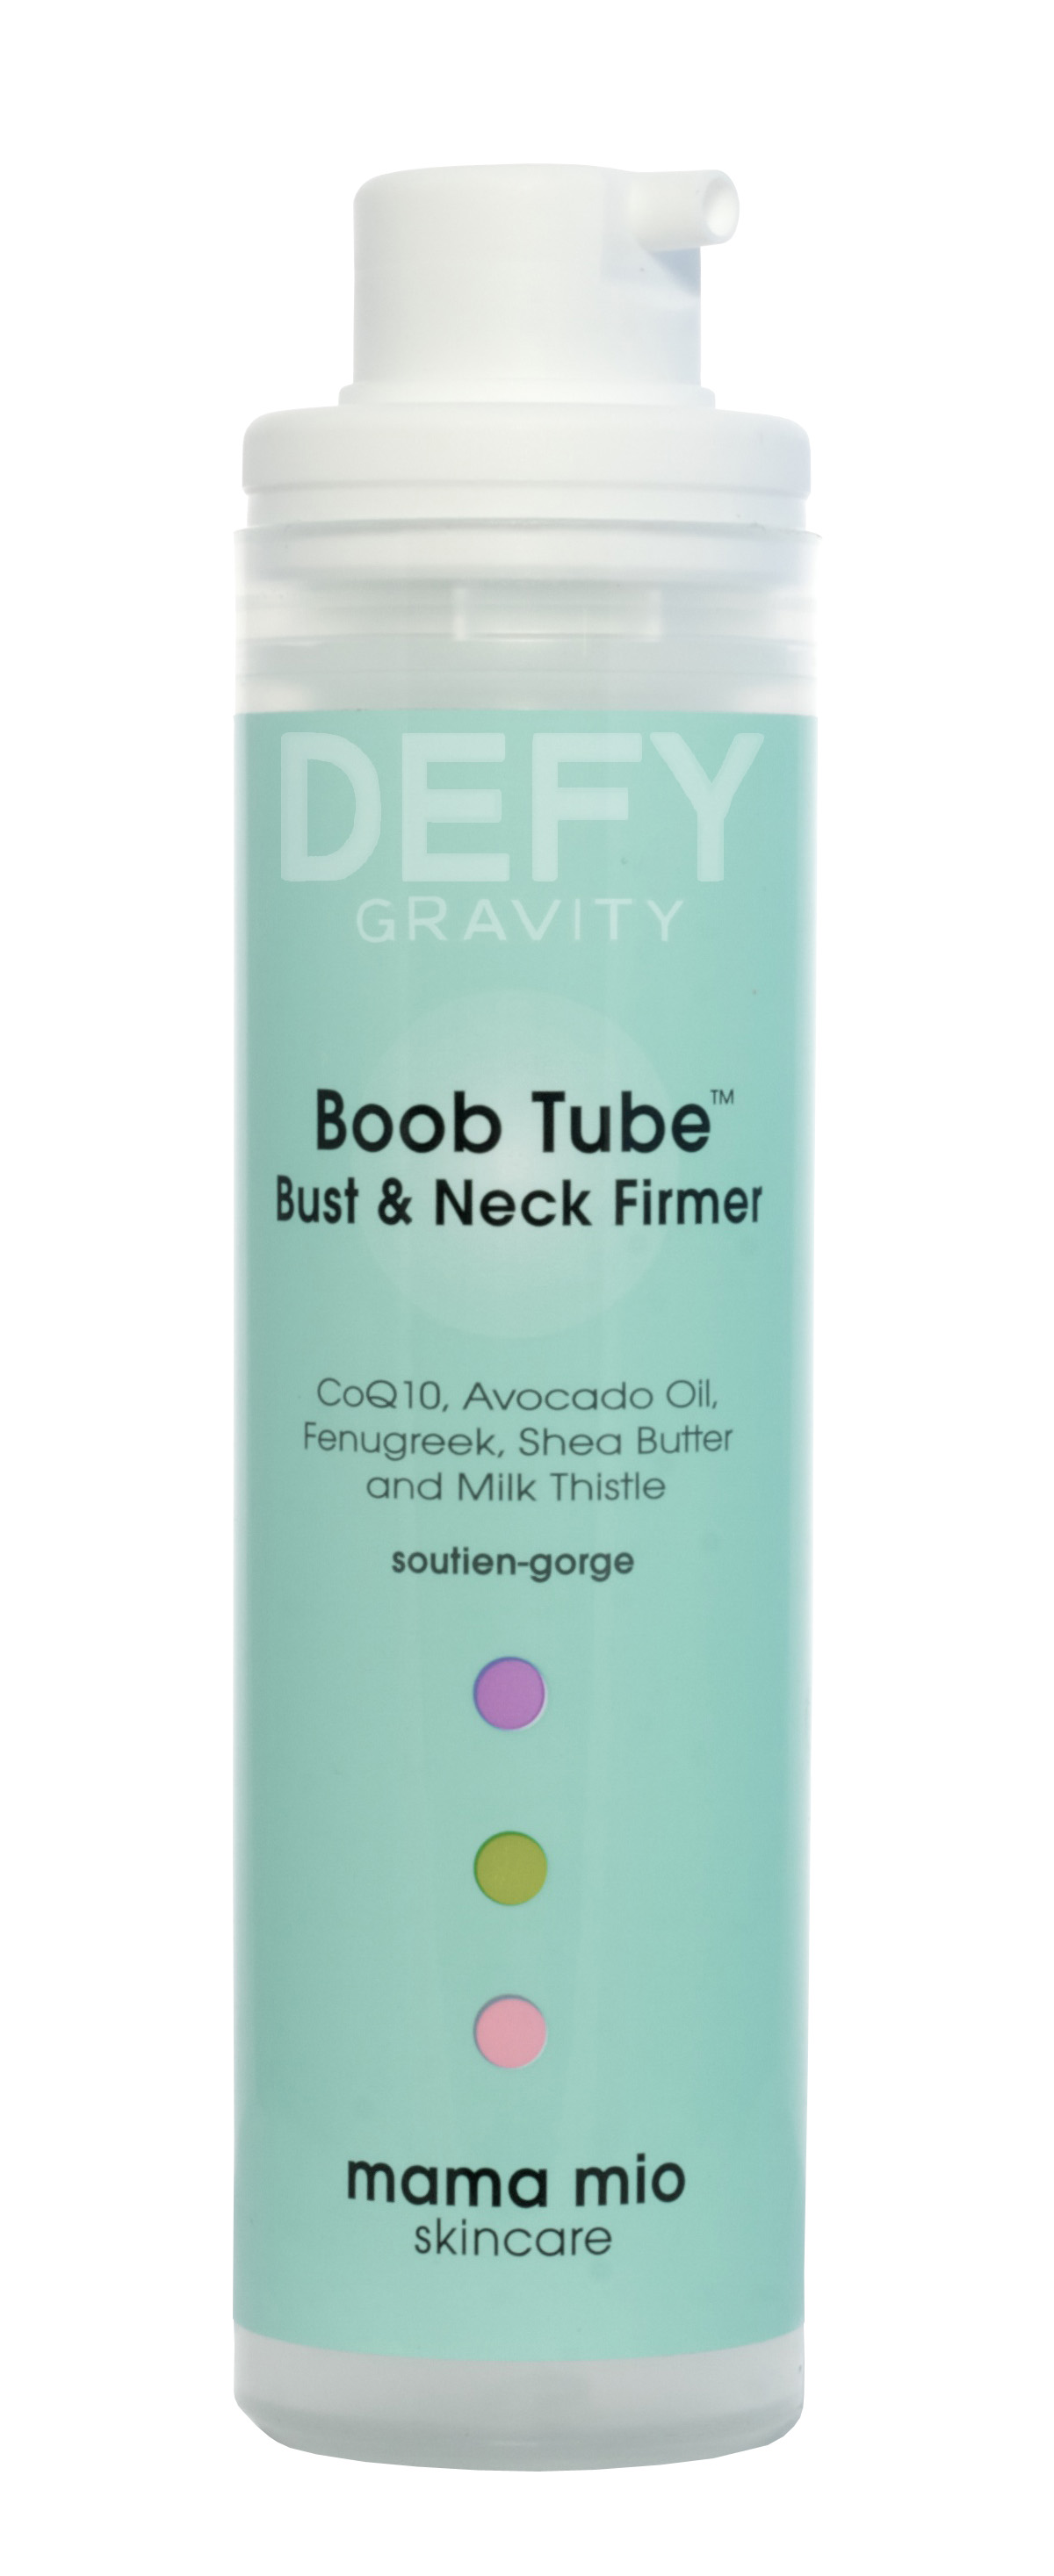 DEFY
GRAVITY
Boob Tube™
Bust & Neck Firmer
CoQ10, Avocado Oil,
Fenugreek, Shea Butter
and Milk Thistle
soutien-gorge
mama mio
skincare